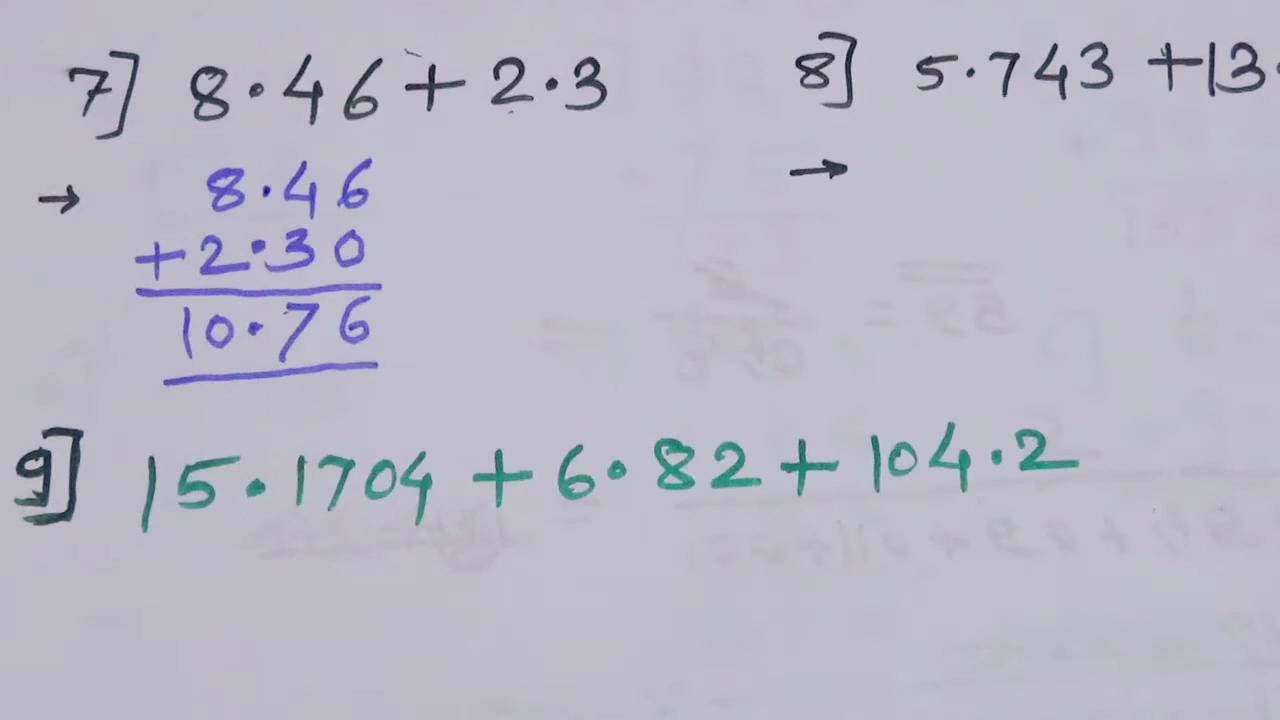 7] 8.46 + 2.3
→ 8.46
+ 2.30
10.76
8] 5.743 + 13.
→
9] 15.1704 + 6.82 + 104.2